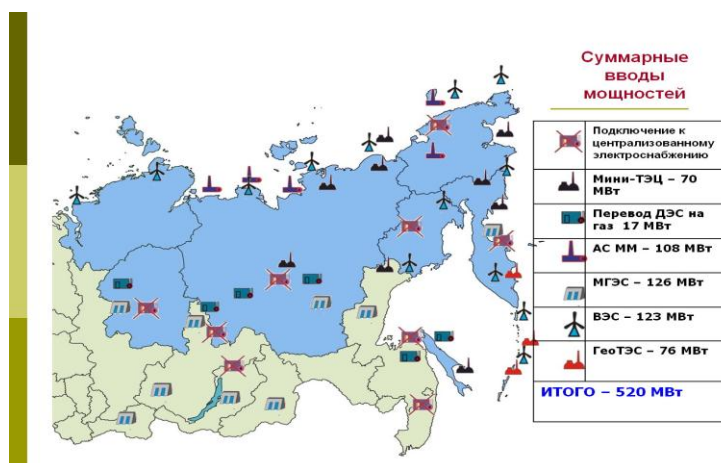 Суммарные
вводы
мощностей
Подключение к
централизованному
электроснабжению
Мини-ТЭЦ – 70
МВт
Перевод ДЭС на
газ 17 МВт
АС ММ – 108 МВт
МГЭС – 126 МВт
ВЭС – 123 МВт
ГеоТЭС – 76 МВт
ИТОГО – 520 МВт